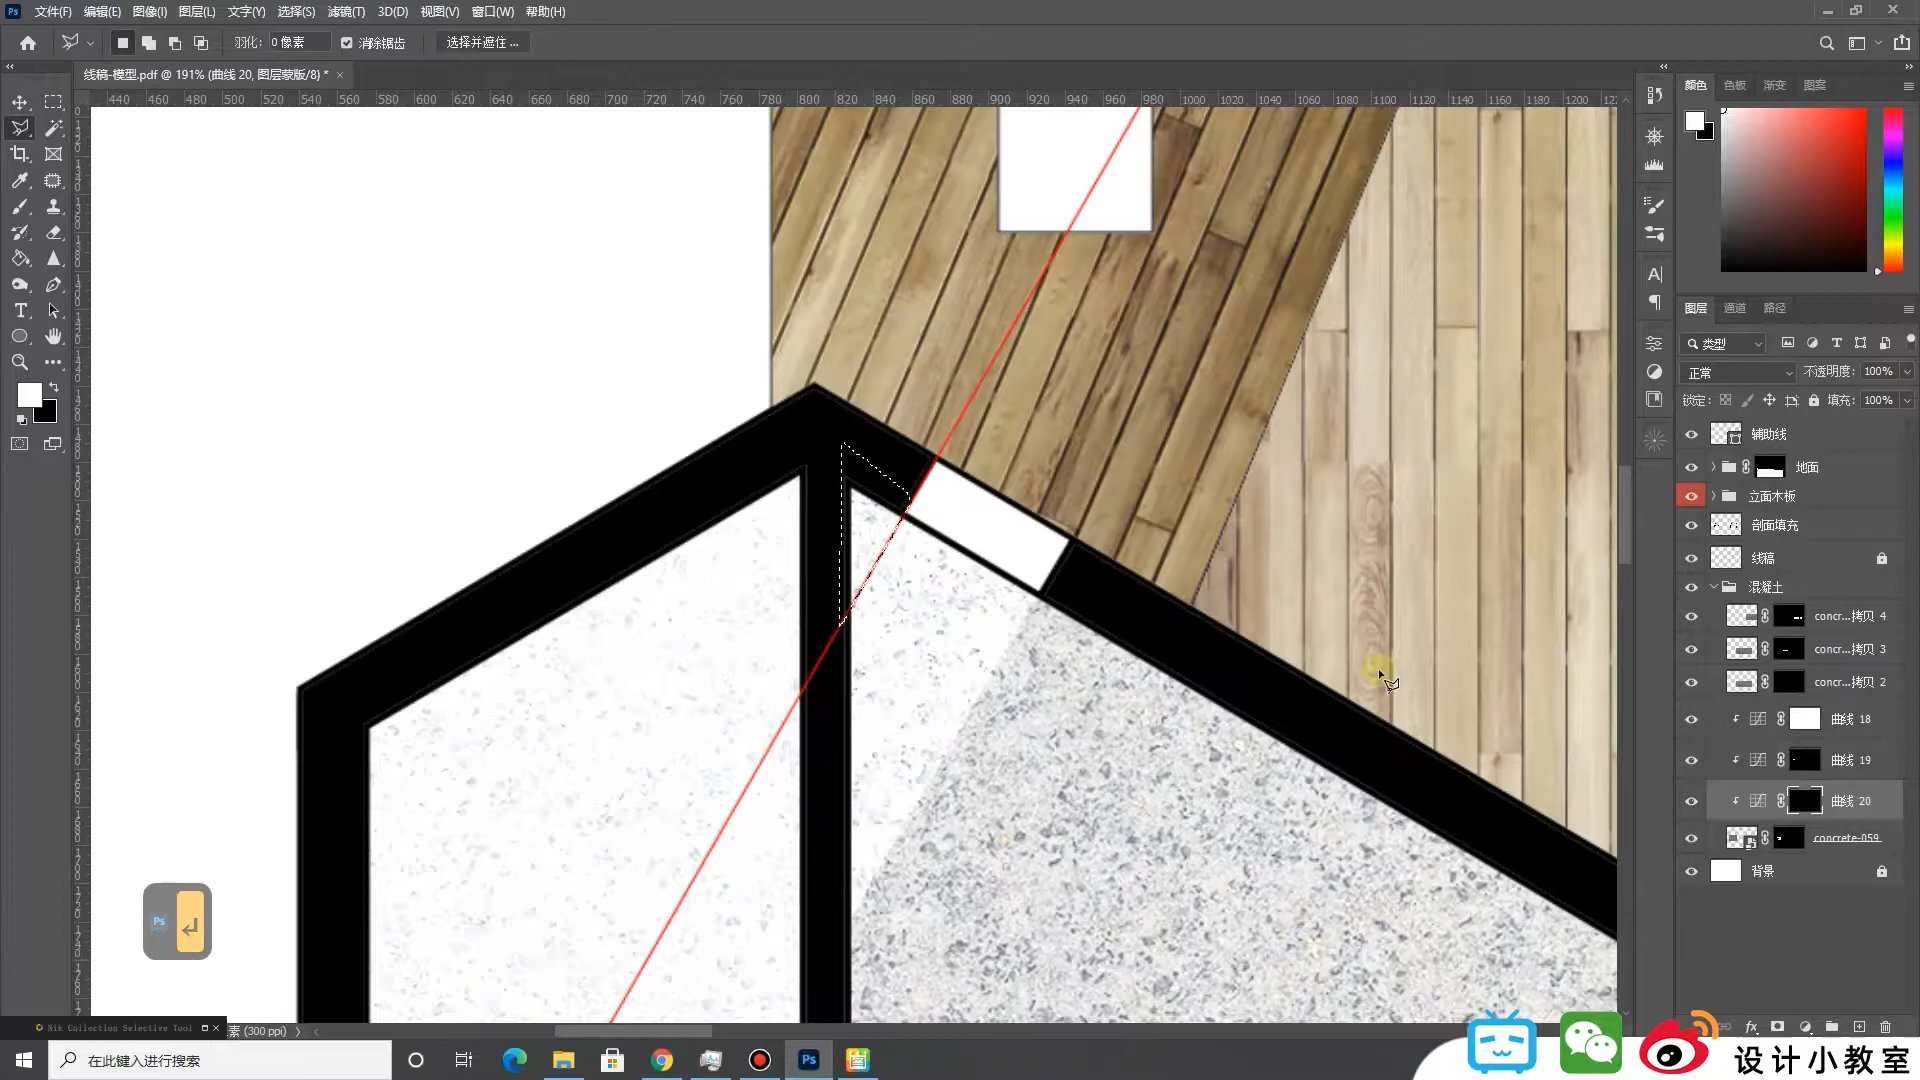 Ps 文件(F) 编辑(E) 图像(I) 图层(L) 文字(Y) 选择(S) 滤镜(T) 3D(D) 视图(V) 窗口(W) 帮助(H)
羽化: 0 像素 消除锯齿 选择并遮住 ...
线稿-模型.pdf @ 191% (曲线 20, 图层蒙版/8) * ×
440 460 480 500 520 540 560 580 600 620 640 660 680 700 720 740 760 780 800 820 840 860 880 900 920 940 960 980 1000 1020 1040 1060 1080 1100 1120 1140 1160 1180 1200
颜色 色板 渐变 图案
图层 通道 路径
类型
正常 不透明度: 100%
锁定: 填充: 100%
辅助线
地面
立面木板
剖面填充
线稿
混凝土
concr...拷贝 4
concr...拷贝 3
concr...拷贝 2
曲线 18
曲线 19
曲线 20
concrete-059
背景
Ps
Nik Collection Selective Tool
素 (300 ppi)
在此键入进行搜索
Ps
设计小教室